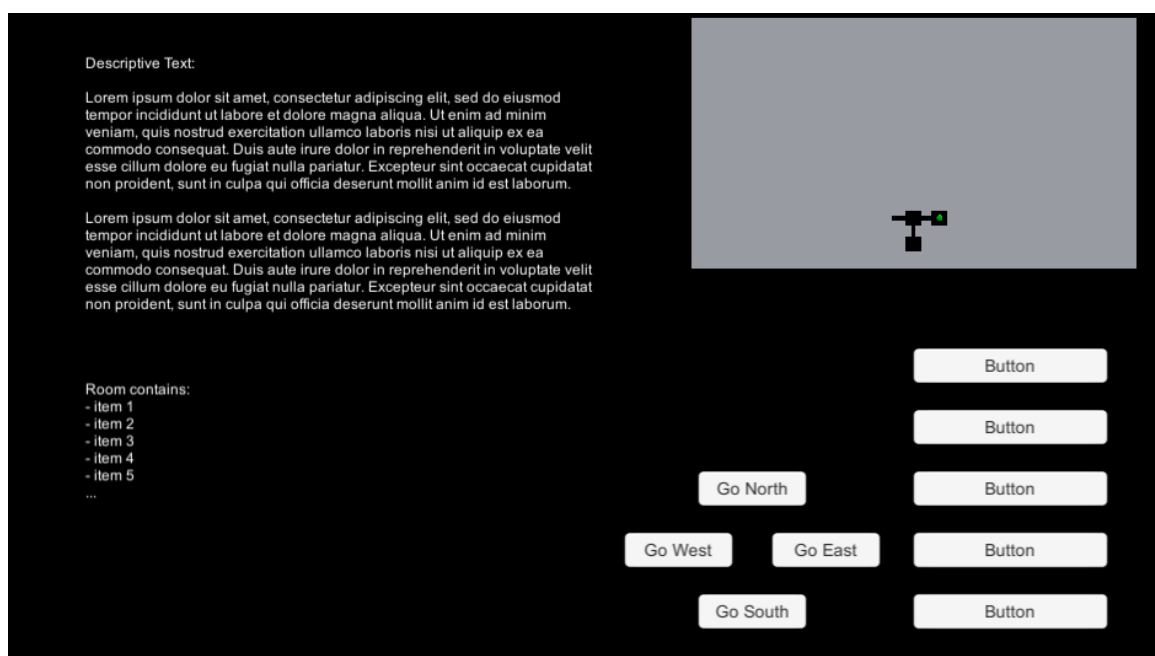 Descriptive Text:
Lorem ipsum dolor sit amet, consectetur adipiscing elit, sed do eiusmod
tempor incididunt ut labore et dolore magna aliqua. Ut enim ad minim
veniam, quis nostrud exercitation ullamco laboris nisi ut aliquip ex ea
commodo consequat. Duis aute irure dolor in reprehenderit in voluptate velit
esse cillum dolore eu fugiat nulla pariatur. Excepteur sint occaecat cupidatat
non proident, sunt in culpa qui officia deserunt mollit anim id est laborum.
Lorem ipsum dolor sit amet, consectetur adipiscing elit, sed do eiusmod
tempor incididunt ut labore et dolore magna aliqua. Ut enim ad minim
veniam, quis nostrud exercitation ullamco laboris nisi ut aliquip ex ea
commodo consequat. Duis aute irure dolor in reprehenderit in voluptate velit
esse cillum dolore eu fugiat nulla pariatur. Excepteur sint occaecat cupidatat
non proident, sunt in culpa qui officia deserunt mollit anim id est laborum.
Room contains:
- item 1
- item 2
- item 3
- item 4
- item 5
...
Go North
Go West
Go East
Go South
Button
Button
Button
Button
Button